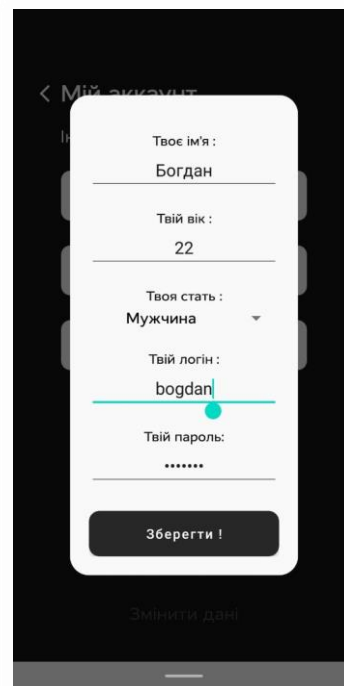 Мій аккаунт
Твоє ім'я :
Богдан
Твій вік :
22
Твоя стать :
Мужчина
Твій логін :
bogdan
Твій пароль:
•••••••
Зберегти !
Змінити дані